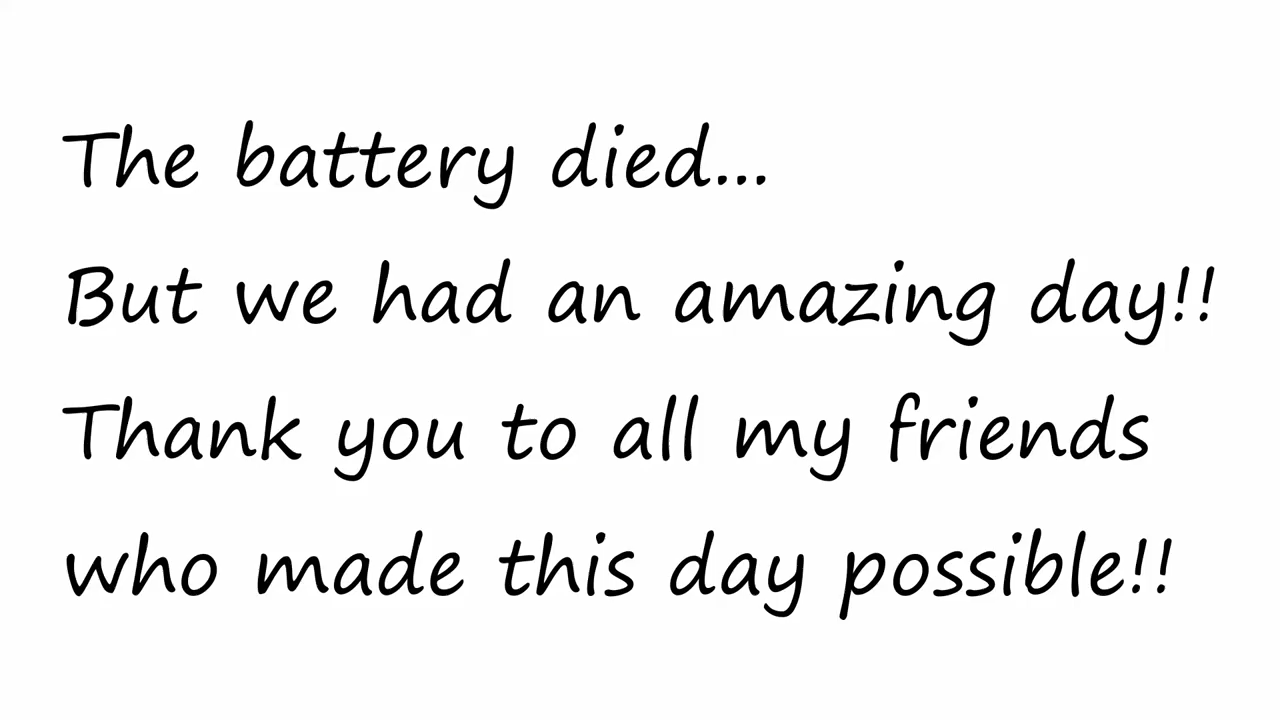 The battery died...
But we had an amazing day!!
Thank you to all my friends
who made this day possible!!